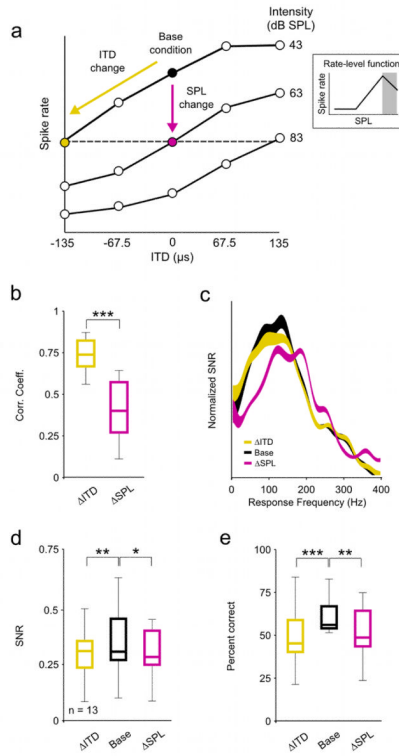 a
Intensity
(dB SPL)
Base
condition
ITD
change
SPL
change
43
63
83
Spike rate
-135
-67.5
0
67.5
135
ITD (µs)
Rate-level function
Spike rate
SPL
b
***
Corr. Coeff.
1
0.75
0.5
0.25
0
ΔITD
ΔSPL
c
Normalized SNR
ΔITD
Base
ΔSPL
0
100
200
300
400
Response Frequency (Hz)
d
**
*
SNR
0.75
0.5
0.25
0
n = 13
ΔITD
Base
ΔSPL
e
***
**
Percent correct
100
75
50
25
0
ΔITD
Base
ΔSPL